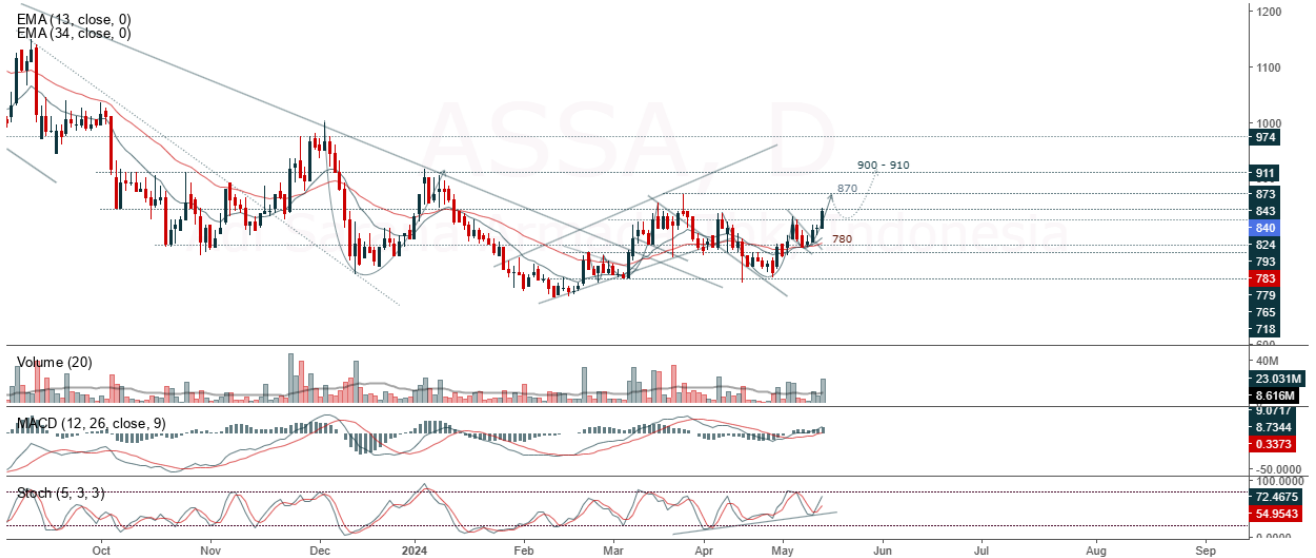 EMA (13, close, 0)
EMA (34, close, 0)
ASSA, D
Indonesia
900 - 910
870
780
1200
1100
1000
974
911
873
843
840
824
793
783
779
765
718
Volume (20)
40M
23.031M
8.616M
MACD (12, 26, close, 9)
9.0717
8.7344
0.3373
-50.0000
Stoch (5, 3, 3)
100.0000
72.4675
54.9543
0.0000
Oct Nov Dec 2024 Feb Mar Apr May Jun Jul Aug Sep